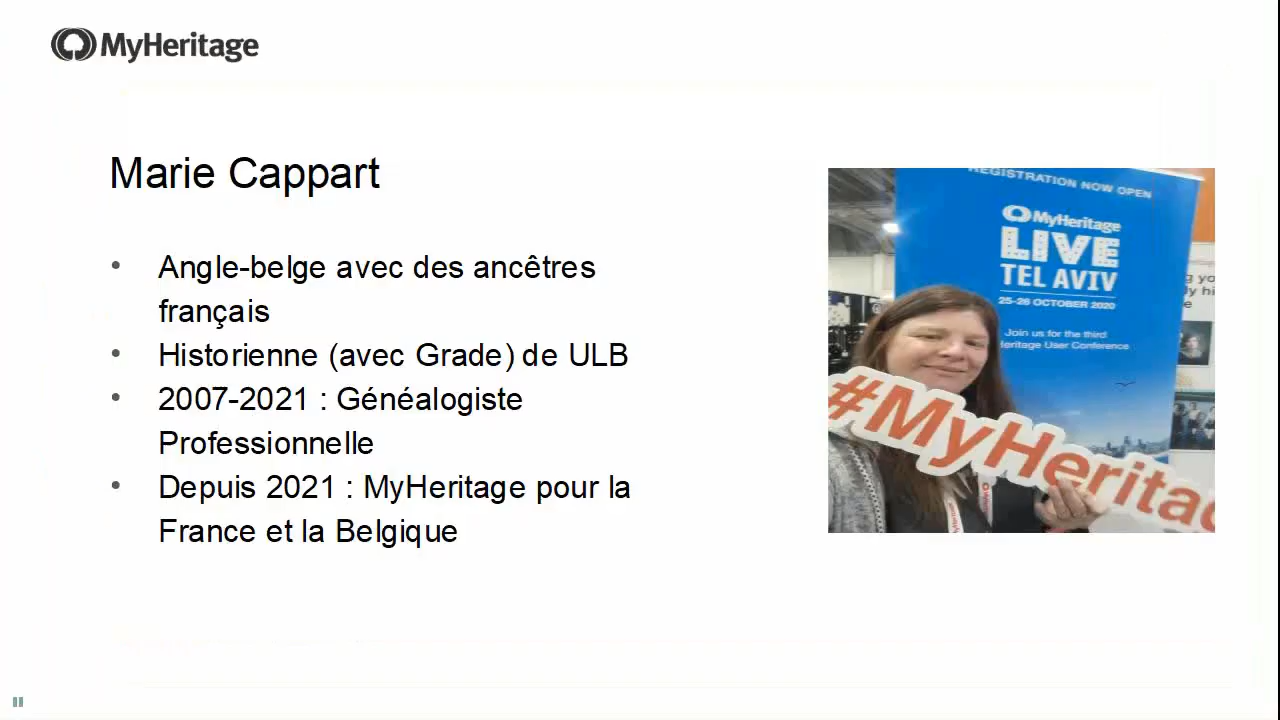 MyHeritage
Marie Cappart
• Angle-belge avec des ancêtres
français
• Historienne (avec Grade) de ULB
• 2007-2021 : Généalogiste
Professionnelle
• Depuis 2021 : MyHeritage pour la
France et la Belgique
REGISTRATION NOW OPEN
MyHeritage
LIVE
TEL AVIV
25-26 OCTOBER 2020
Join us for the third
Heritage User Conference
#MyHeritag